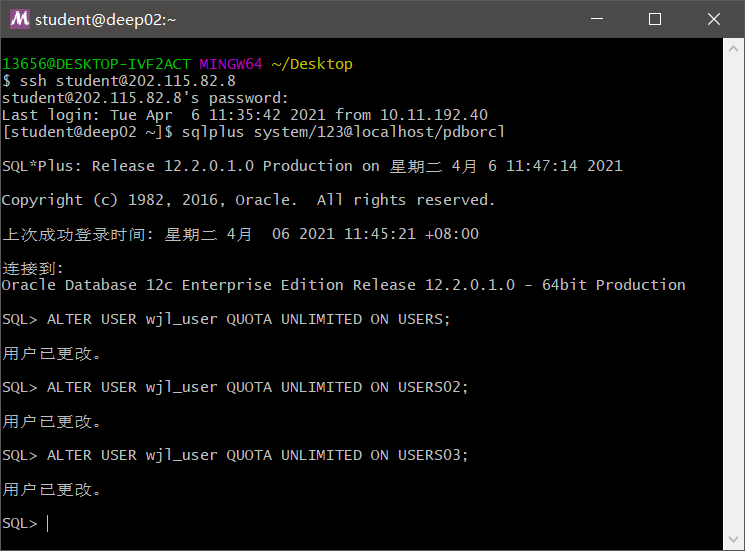 student@deep02:~
13656@DESKTOP-IVF2ACT MINGW64 ~/Desktop
$ ssh student@202.115.82.8
student@202.115.82.8's password:
Last login: Tue Apr  6 11:35:42 2021 from 10.11.192.40
[student@deep02 ~]$ sqlplus system/123@localhost/pdborcl
SQL*Plus: Release 12.2.0.1.0 Production on 星期二 4月 6 11:47:14 2021
Copyright (c) 1982, 2016, Oracle.  All rights reserved.
上次成功登录时间: 星期二 4月  06 2021 11:45:21 +08:00
连接到:
Oracle Database 12c Enterprise Edition Release 12.2.0.1.0 - 64bit Production
SQL> ALTER USER wjl_user QUOTA UNLIMITED ON USERS;
用户已更改。
SQL> ALTER USER wjl_user QUOTA UNLIMITED ON USERS02;
用户已更改。
SQL> ALTER USER wjl_user QUOTA UNLIMITED ON USERS03;
用户已更改。
SQL>